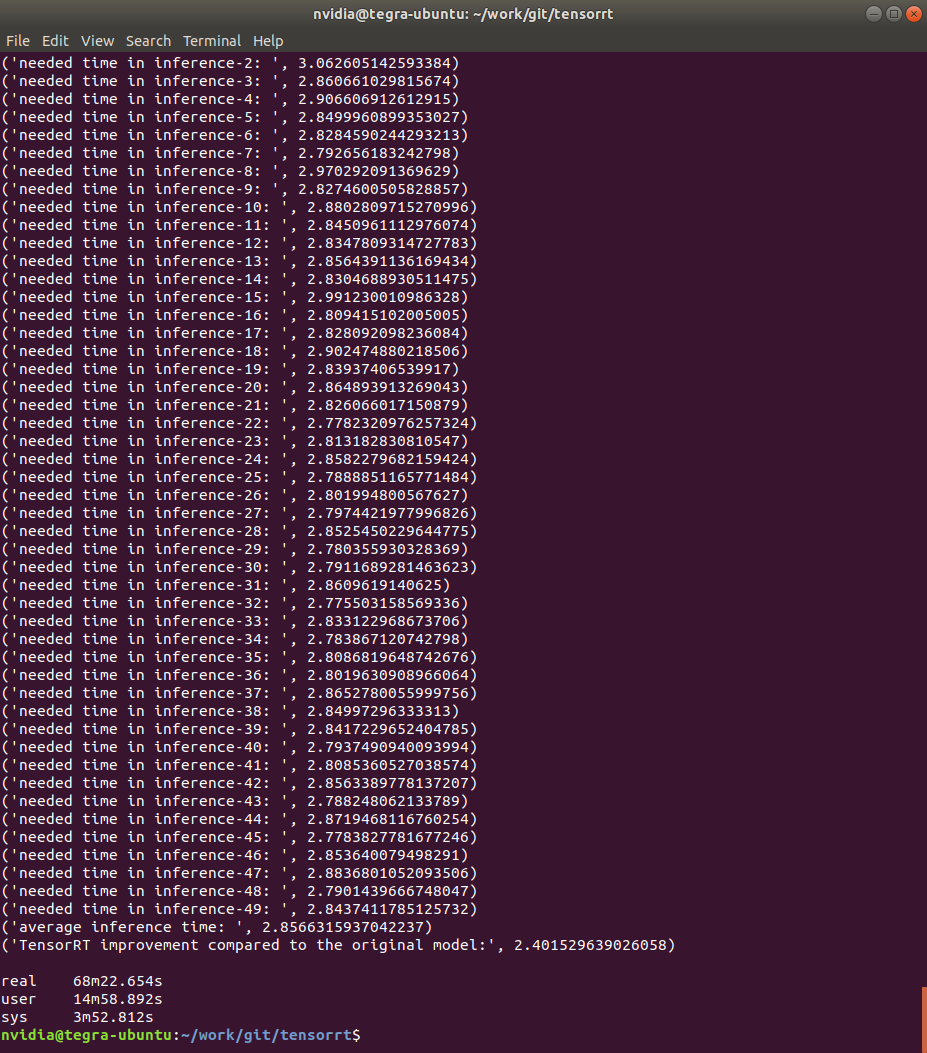 nvidia@tegra-ubuntu: ~/work/git/tensorrt
File Edit View Search Terminal Help
('needed time in inference-2: ', 3.062605142593384)
('needed time in inference-3: ', 2.860661029815674)
('needed time in inference-4: ', 2.906606912612915)
('needed time in inference-5: ', 2.8499960899353027)
('needed time in inference-6: ', 2.8284590244293213)
('needed time in inference-7: ', 2.792656183242798)
('needed time in inference-8: ', 2.970292091369629)
('needed time in inference-9: ', 2.8274600505828857)
('needed time in inference-10: ', 2.8802809715270996)
('needed time in inference-11: ', 2.8450961112976074)
('needed time in inference-12: ', 2.8347809314727783)
('needed time in inference-13: ', 2.8564391136169434)
('needed time in inference-14: ', 2.8304688930511475)
('needed time in inference-15: ', 2.991230010986328)
('needed time in inference-16: ', 2.809415102005005)
('needed time in inference-17: ', 2.828092098236084)
('needed time in inference-18: ', 2.902474880218506)
('needed time in inference-19: ', 2.83937406539917)
('needed time in inference-20: ', 2.864893913269043)
('needed time in inference-21: ', 2.826066017150879)
('needed time in inference-22: ', 2.7782320976257324)
('needed time in inference-23: ', 2.813182830810547)
('needed time in inference-24: ', 2.8582279682159424)
('needed time in inference-25: ', 2.7888851165771484)
('needed time in inference-26: ', 2.801994800567627)
('needed time in inference-27: ', 2.7974421977996826)
('needed time in inference-28: ', 2.8525450229644775)
('needed time in inference-29: ', 2.780355930328369)
('needed time in inference-30: ', 2.7911689281463623)
('needed time in inference-31: ', 2.8609619140625)
('needed time in inference-32: ', 2.775503158569336)
('needed time in inference-33: ', 2.833122968673706)
('needed time in inference-34: ', 2.783867120742798)
('needed time in inference-35: ', 2.8086819648742676)
('needed time in inference-36: ', 2.8019630908966064)
('needed time in inference-37: ', 2.8652780055999756)
('needed time in inference-38: ', 2.84997296333313)
('needed time in inference-39: ', 2.8417229652404785)
('needed time in inference-40: ', 2.7937490940093994)
('needed time in inference-41: ', 2.8085360527038574)
('needed time in inference-42: ', 2.8563389778137207)
('needed time in inference-43: ', 2.788248062133789)
('needed time in inference-44: ', 2.8719468116760254)
('needed time in inference-45: ', 2.7783827781677246)
('needed time in inference-46: ', 2.853640079498291)
('needed time in inference-47: ', 2.8836801052093506)
('needed time in inference-48: ', 2.7901439666748047)
('needed time in inference-49: ', 2.8437411785125732)
('average inference time: ', 2.8566315937042237)
('TensorRT improvement compared to the original model:', 2.401529639026058)
real 68m22.654s
user 14m58.892s
sys 3m52.812s
nvidia@tegra-ubuntu:~/work/git/tensorrt$